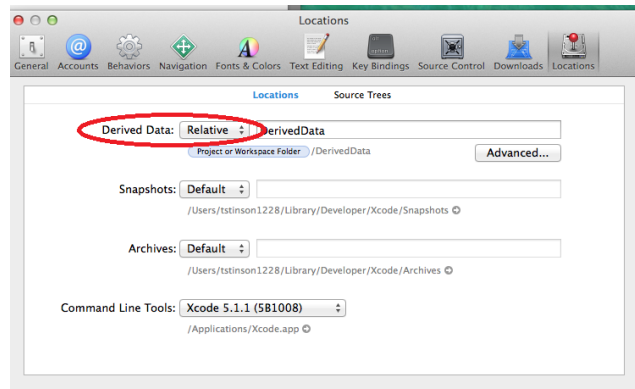 Locations
General Accounts Behaviors Navigation Fonts & Colors Text Editing Key Bindings Source Control Downloads Locations
Locations Source Trees
Derived Data: Relative DerivedData
Project or Workspace Folder /DerivedData Advanced...
Snapshots: Default
/Users/tstinson1228/Library/Developer/Xcode/Snapshots
Archives: Default
/Users/tstinson1228/Library/Developer/Xcode/Archives
Command Line Tools: Xcode 5.1.1 (5B1008)
/Applications/Xcode.app